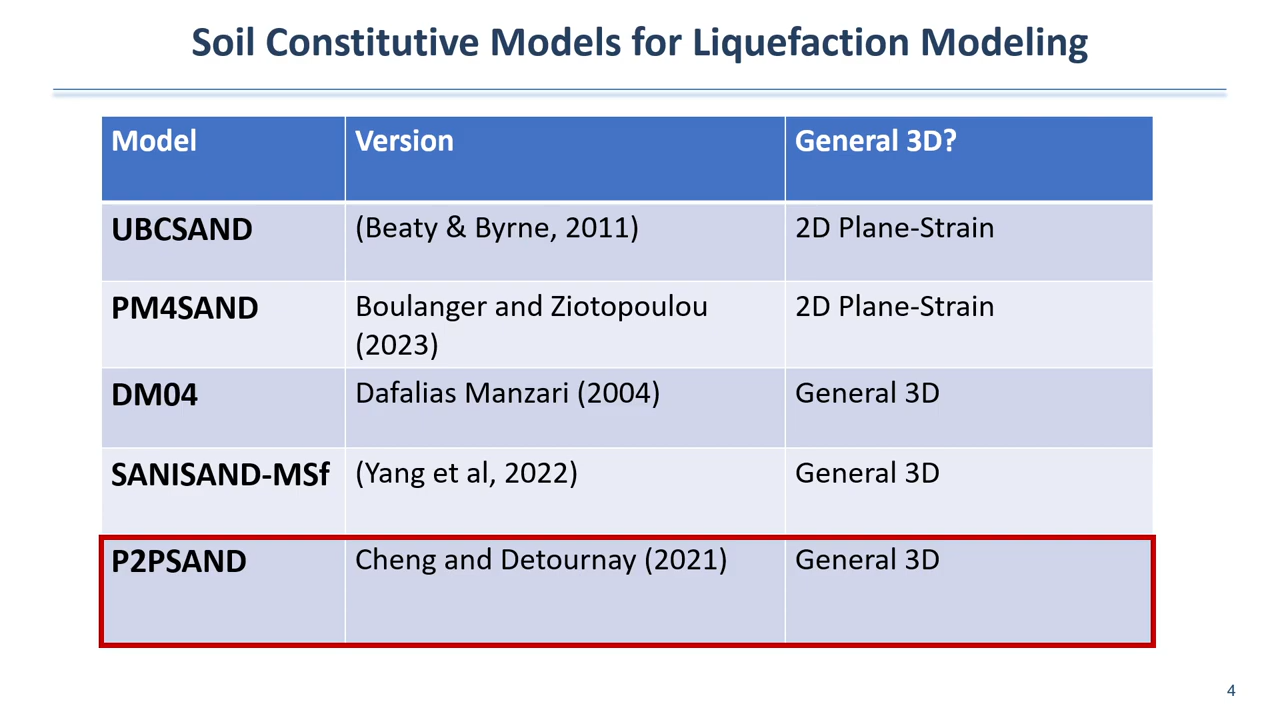 Soil Constitutive Models for Liquefaction Modeling
Model Version General 3D?
UBCSAND (Beaty & Byrne, 2011) 2D Plane-Strain
PM4SAND Boulanger and Ziotopoulou 2D Plane-Strain
(2023)
DM04 Dafalias Manzari (2004) General 3D
SANISAND-MSf (Yang et al, 2022) General 3D
P2PSAND Cheng and Detournay (2021) General 3D
4